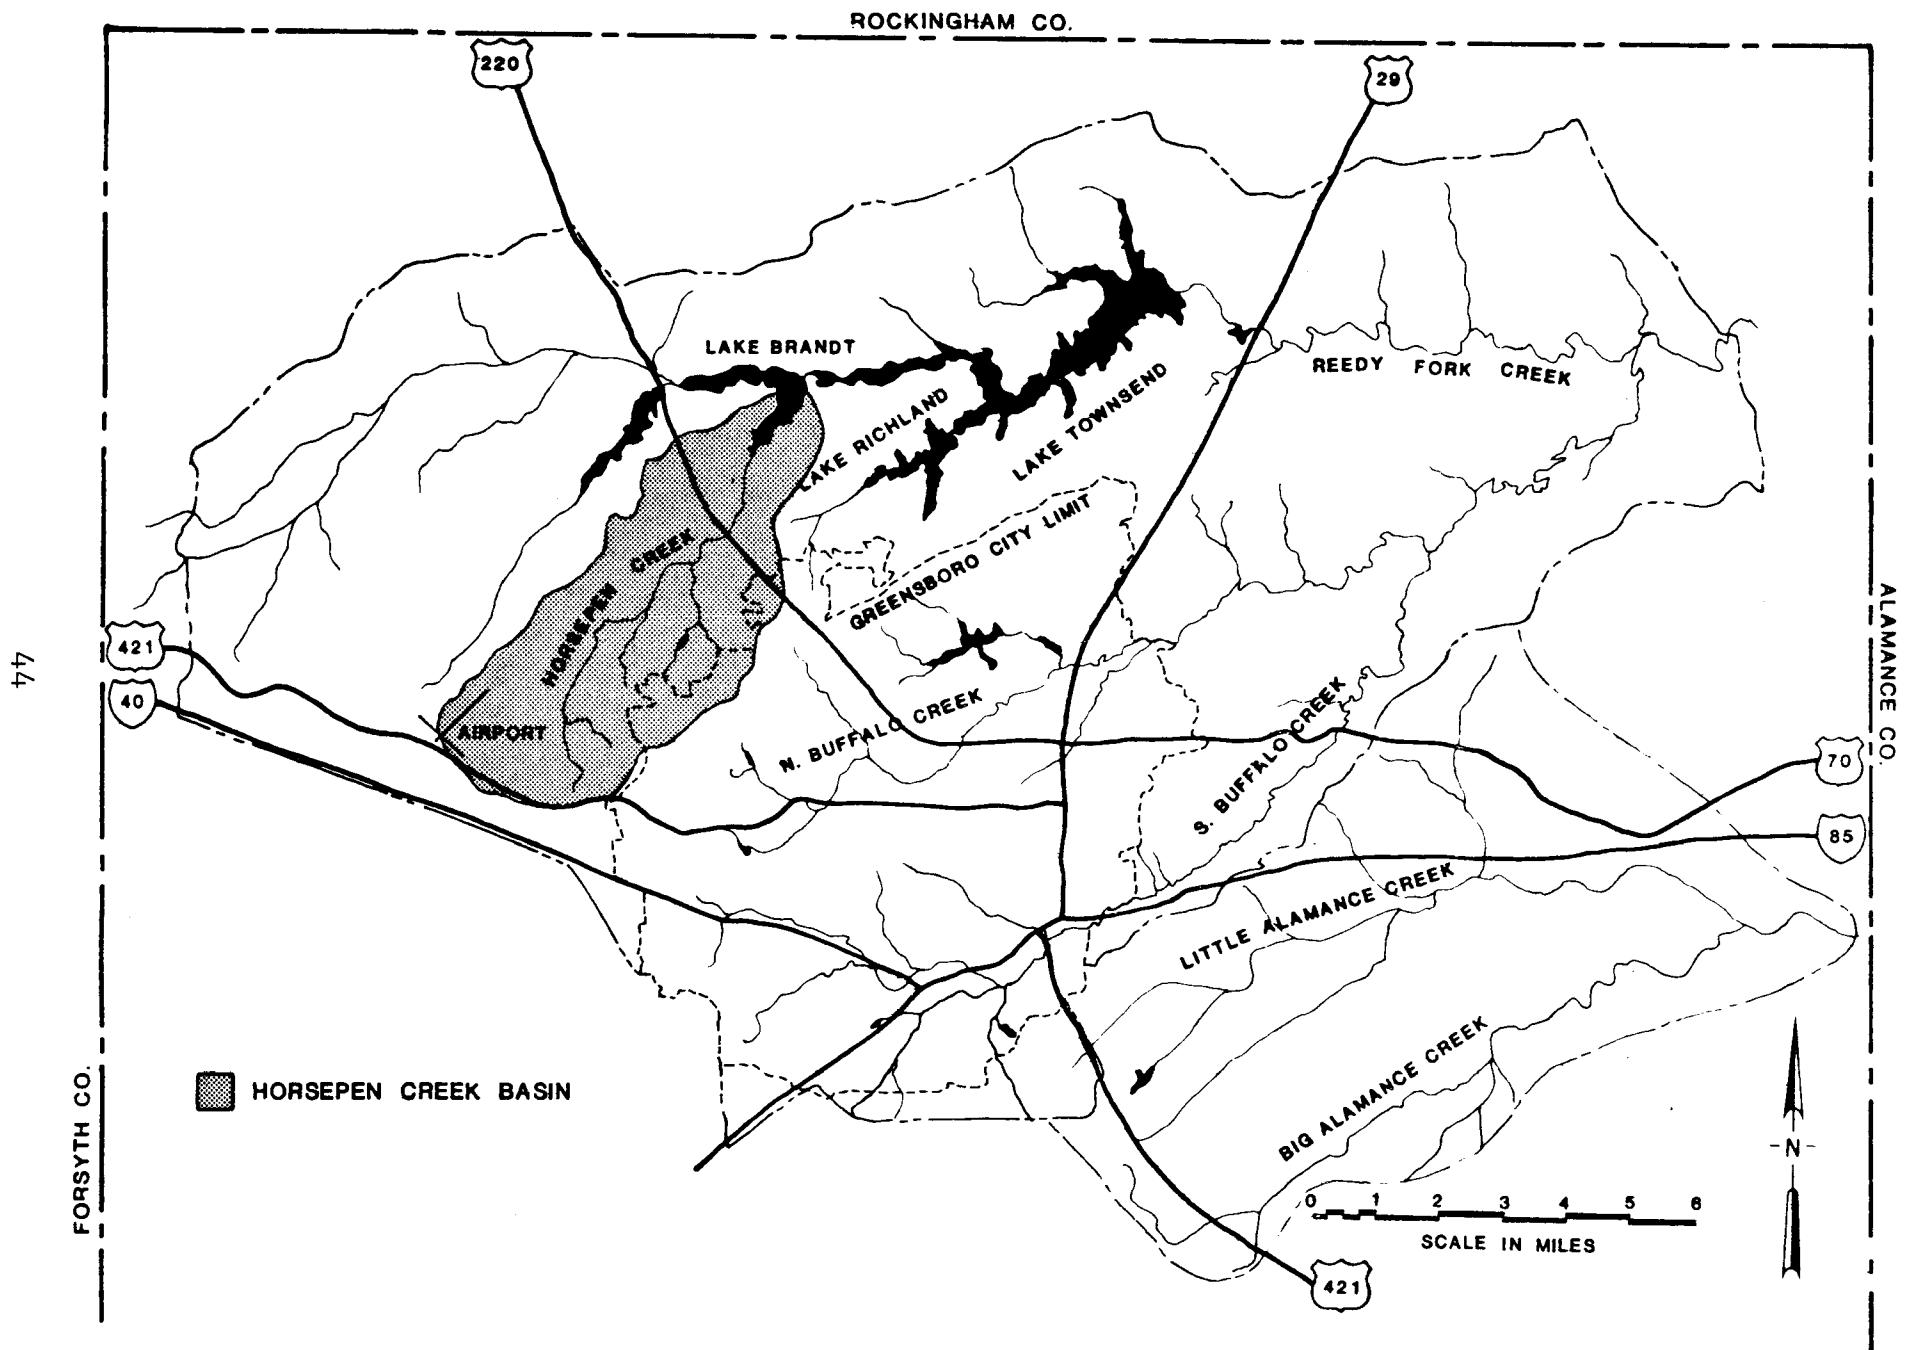 ROCKINGHAM CO.
220
29
LAKE BRANDT
REEDY FORK CREEK
LAKE RICHLAND
LAKE TOWNSEND
GREENSBORO CITY LIMIT
HORSEPEN CREEK
ALAMANCE CO.
421
44
40
AIRPORT
N. BUFFALO CREEK
S. BUFFALO CREEK
70
85
LITTLE ALAMANCE CREEK
BIG ALAMANCE CREEK
HORSEPEN CREEK BASIN
FORSYTH CO.
N
0 1 2 3 4 5 6
SCALE IN MILES
421